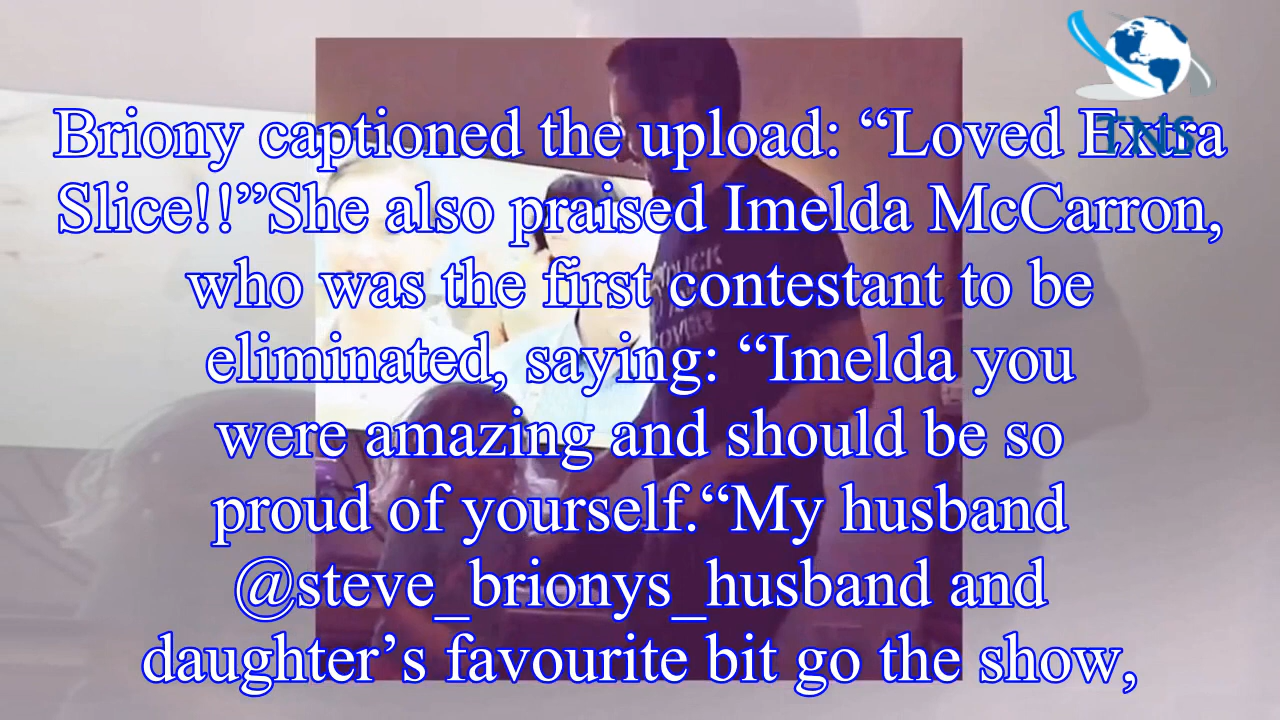 TNS
Briony captioned the upload: “Loved Extra
Slice!!”She also praised Imelda McCarron,
who was the first contestant to be
eliminated, saying: “Imelda you
were amazing and should be so
proud of yourself.“My husband
@steve_brionys_husband and
daughter’s favourite bit go the show,